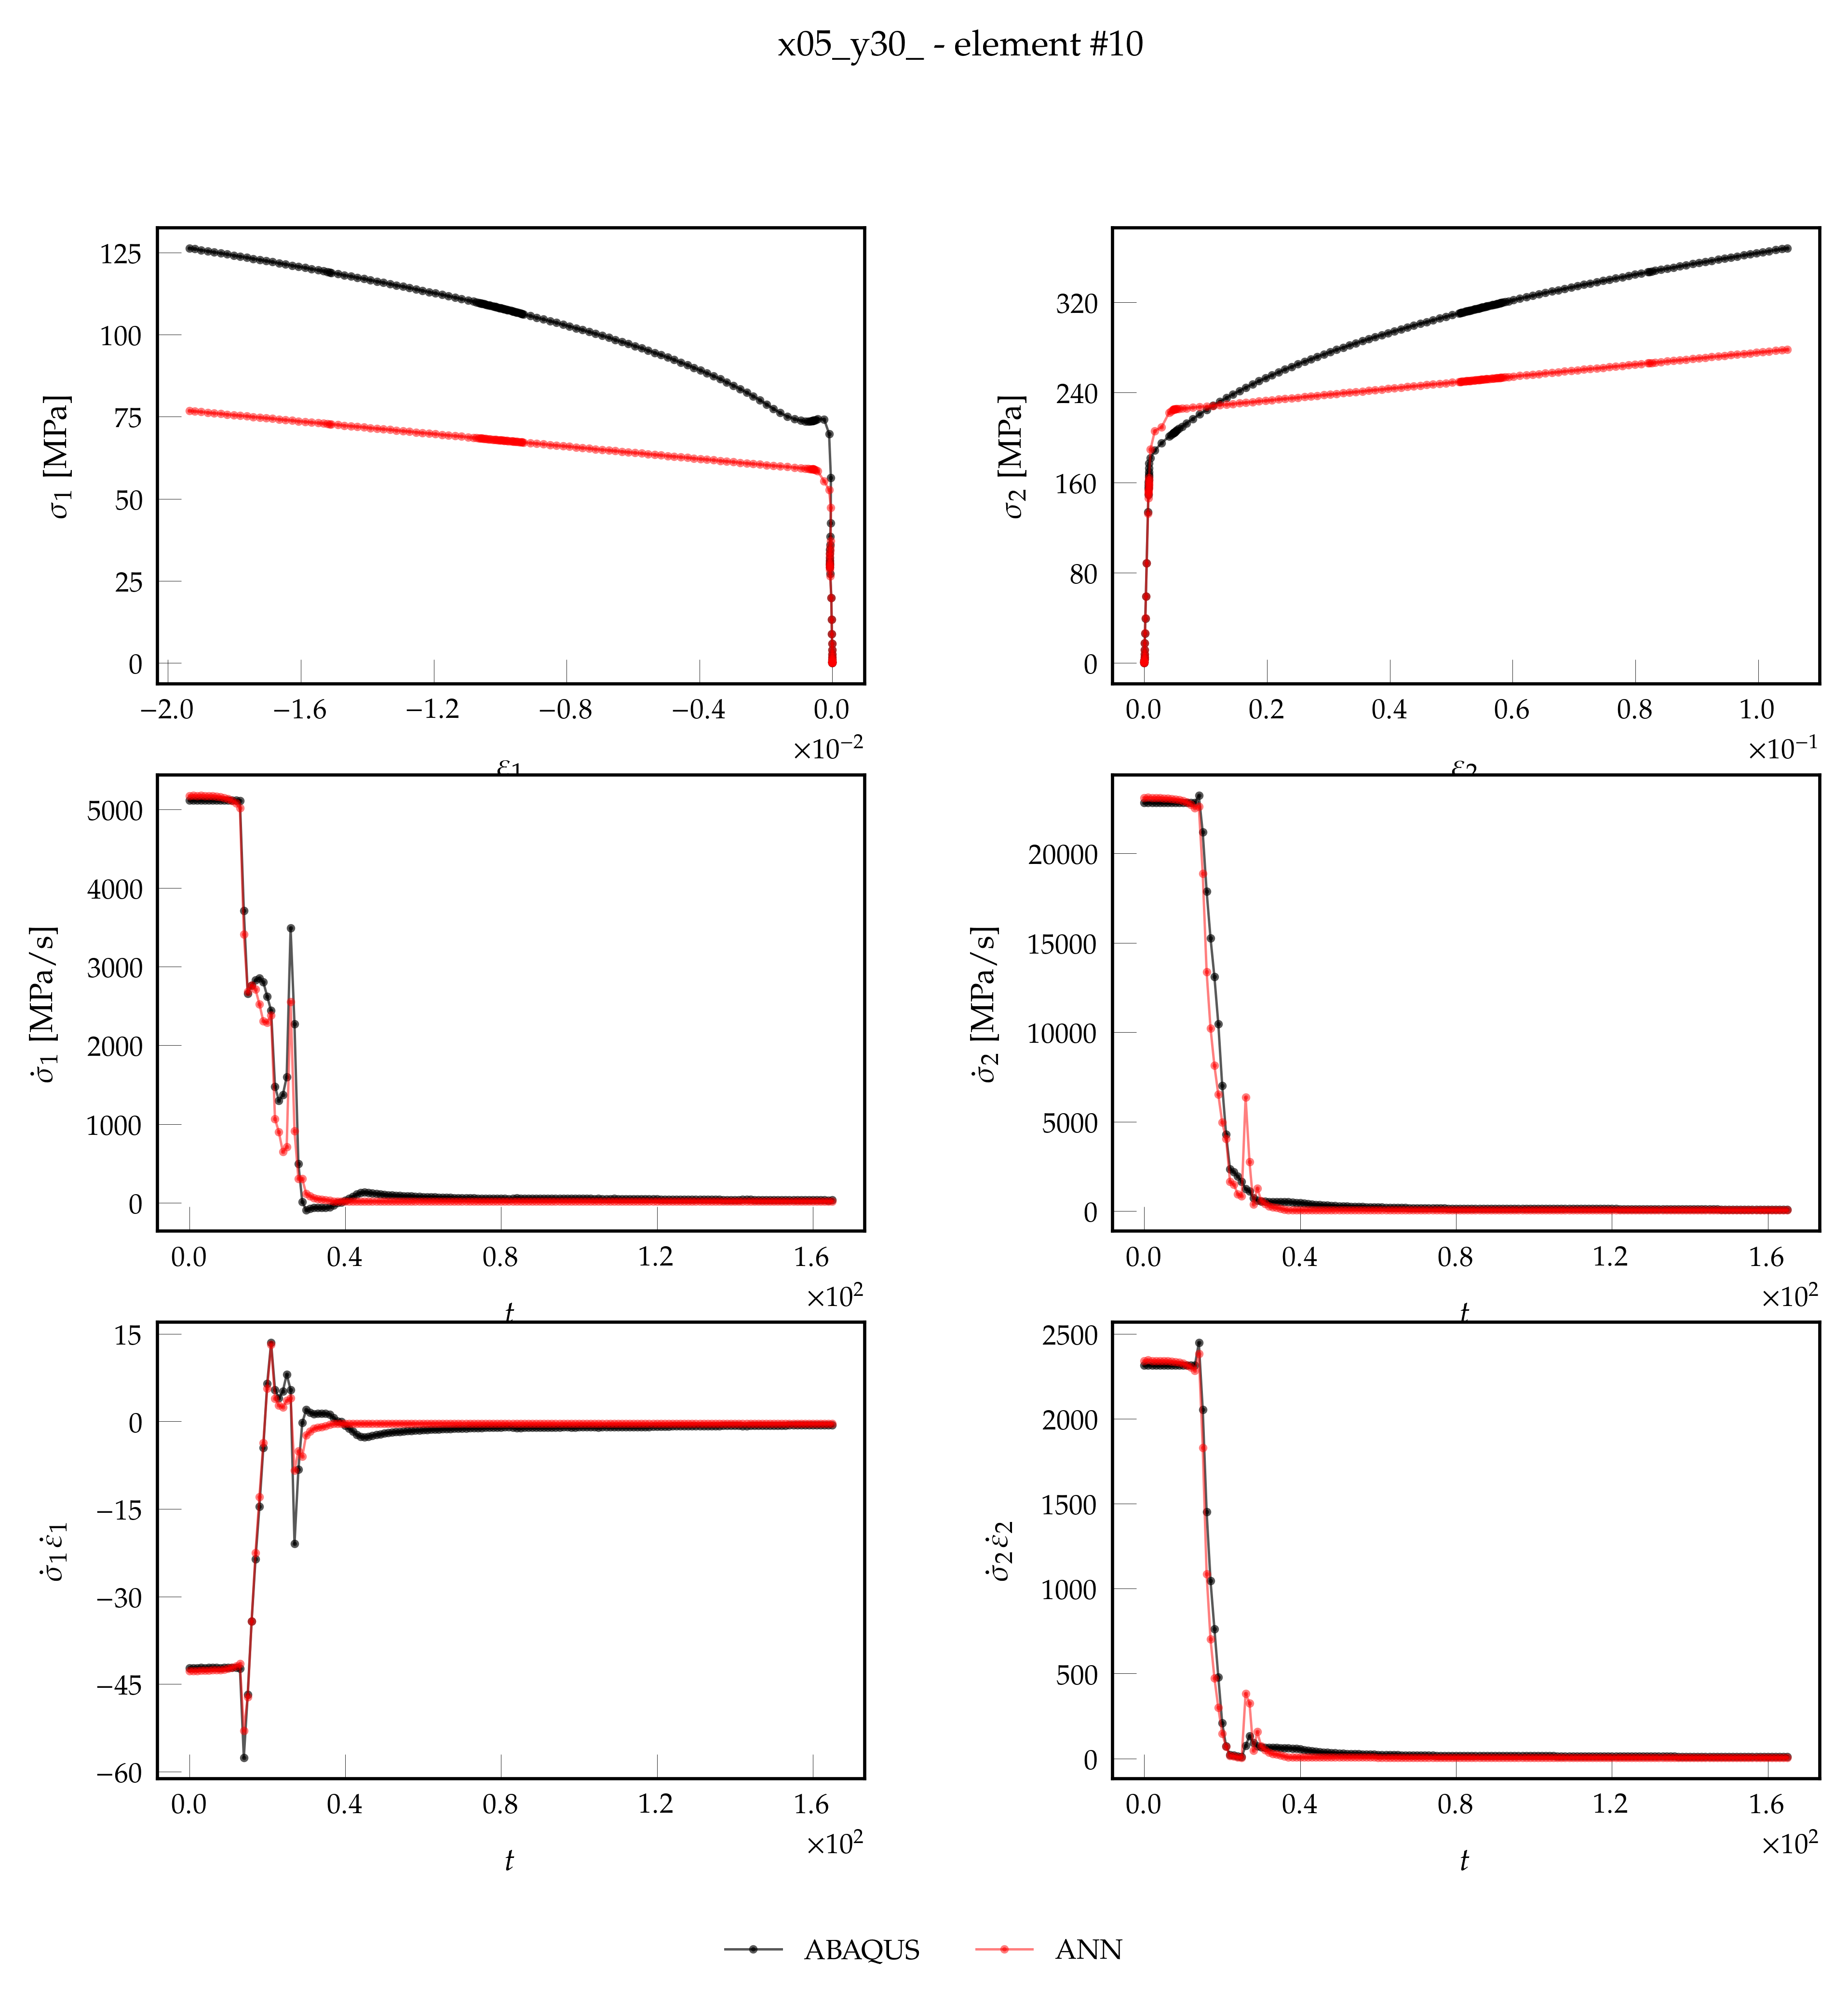 x05_y30_ - element #10
σ1 [MPa]
125
100
75
50
25
0
−2.0 −1.6 −1.2 −0.8 −0.4 0.0
×10−2
ε1
σ2 [MPa]
320
240
160
80
0
0.0 0.2 0.4 0.6 0.8 1.0
×10−1
ε2
σ̇1 [MPa/s]
5000
4000
3000
2000
1000
0
0.0 0.4 0.8 1.2 1.6
×10²
t
σ̇2 [MPa/s]
20000
15000
10000
5000
0
0.0 0.4 0.8 1.2 1.6
×10²
t
σ̇1ε̇1
15
0
−15
−30
−45
−60
0.0 0.4 0.8 1.2 1.6
×10²
t
σ̇2ε̇2
2500
2000
1500
1000
500
0
0.0 0.4 0.8 1.2 1.6
×10²
t
ABAQUS ANN